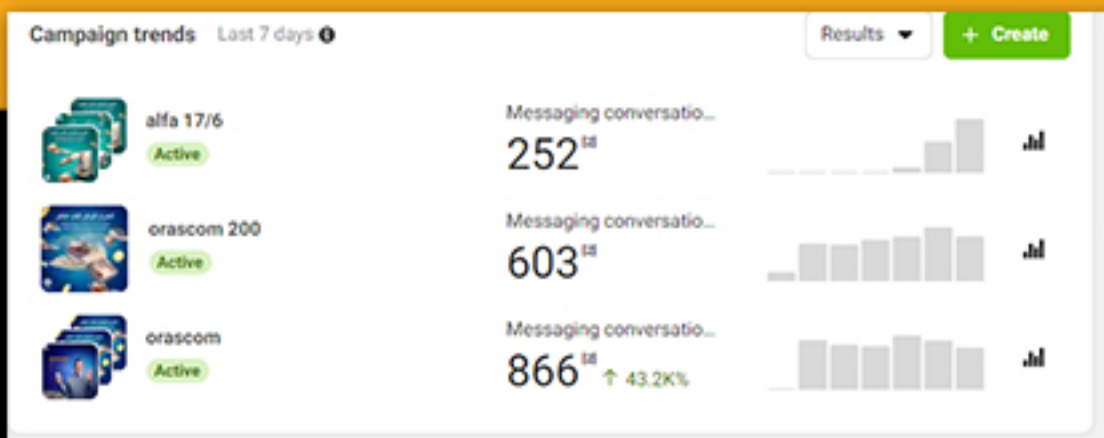 Campaign trends Last 7 days
Results
+ Create
alfa 17/6
Active
Messaging conversatio...
252
orascom 200
Active
Messaging conversatio...
603
orascom
Active
Messaging conversatio...
866 ↑ 43.2K%